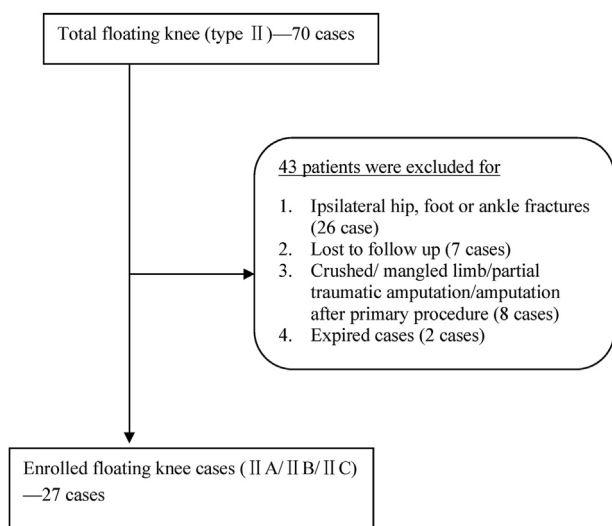 Total floating knee (type Ⅱ)—70 cases
43 patients were excluded for
1. Ipsilateral hip, foot or ankle fractures
(26 case)
2. Lost to follow up (7 cases)
3. Crushed/ mangled limb/partial
traumatic amputation/amputation
after primary procedure (8 cases)
4. Expired cases (2 cases)
Enrolled floating knee cases (ⅡA/ⅡB/ⅡC)
—27 cases